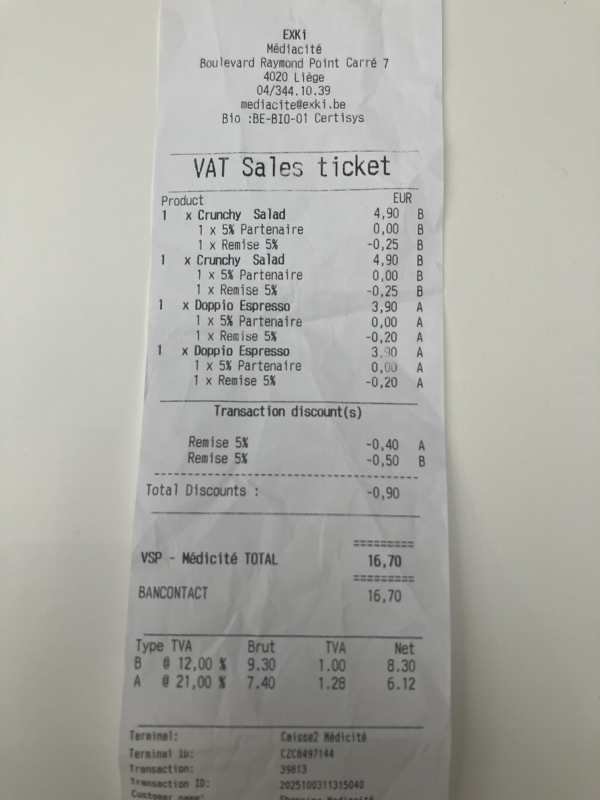 EXKi
Médiacité
Boulevard Raymond Point Carré 7
4020 Liège
04/344.10.39
mediacite@exki.be
Bio :BE-BIO-01 Certisys
VAT Sales ticket
Product EUR
1 x Crunchy Salad 4,90 B
1 x 5% Partenaire 0,00 B
1 x Remise 5% -0,25 B
1 x Crunchy Salad 4,90 B
1 x 5% Partenaire 0,00 B
1 x Remise 5% -0,25 B
1 x Doppio Espresso 3,90 A
1 x 5% Partenaire 0,00 A
1 x Remise 5% -0,20 A
1 x Doppio Espresso 3,90 A
1 x 5% Partenaire 0,00 A
1 x Remise 5% -0,20 A
Transaction discount(s)
Remise 5% -0,40 A
Remise 5% -0,50 B
Total Discounts : -0,90
VSP - Médicité TOTAL 16,70
BANCONTACT 16,70
Type TVA Brut TVA Net
B @ 12,00 % 9.30 1.00 8.30
A @ 21,00 % 7.40 1.28 6.12
Terminal: Caisse2 Médicité
Terminal ID: CZC8497144
Transaction: 39813
Transaction ID: 2025100311315040
Customer name: